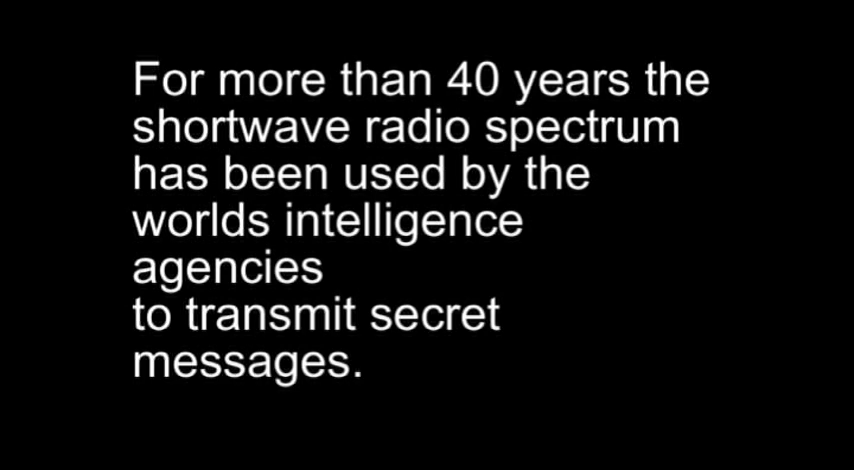 For more than 40 years the
shortwave radio spectrum
has been used by the
worlds intelligence
agencies
to transmit secret
messages.